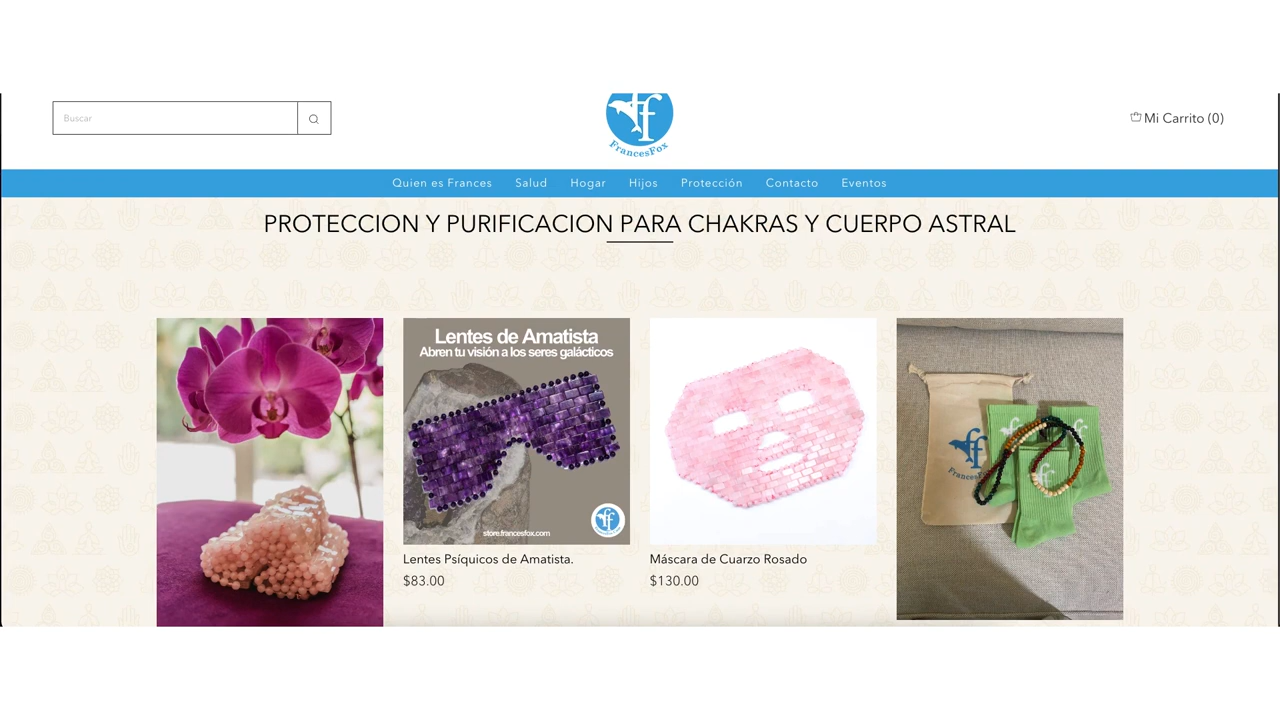 Buscar
FrancesFox
Mi Carrito (0)
Quien es Frances Salud Hogar Hijos Protección Contacto Eventos
PROTECCION Y PURIFICACION PARA CHAKRAS Y CUERPO ASTRAL
Lentes de Amatista
Abren tu visión a los seres galácticos
store.francesfox.com
Lentes Psíquicos de Amatista.
$83.00
Máscara de Cuarzo Rosado
$130.00